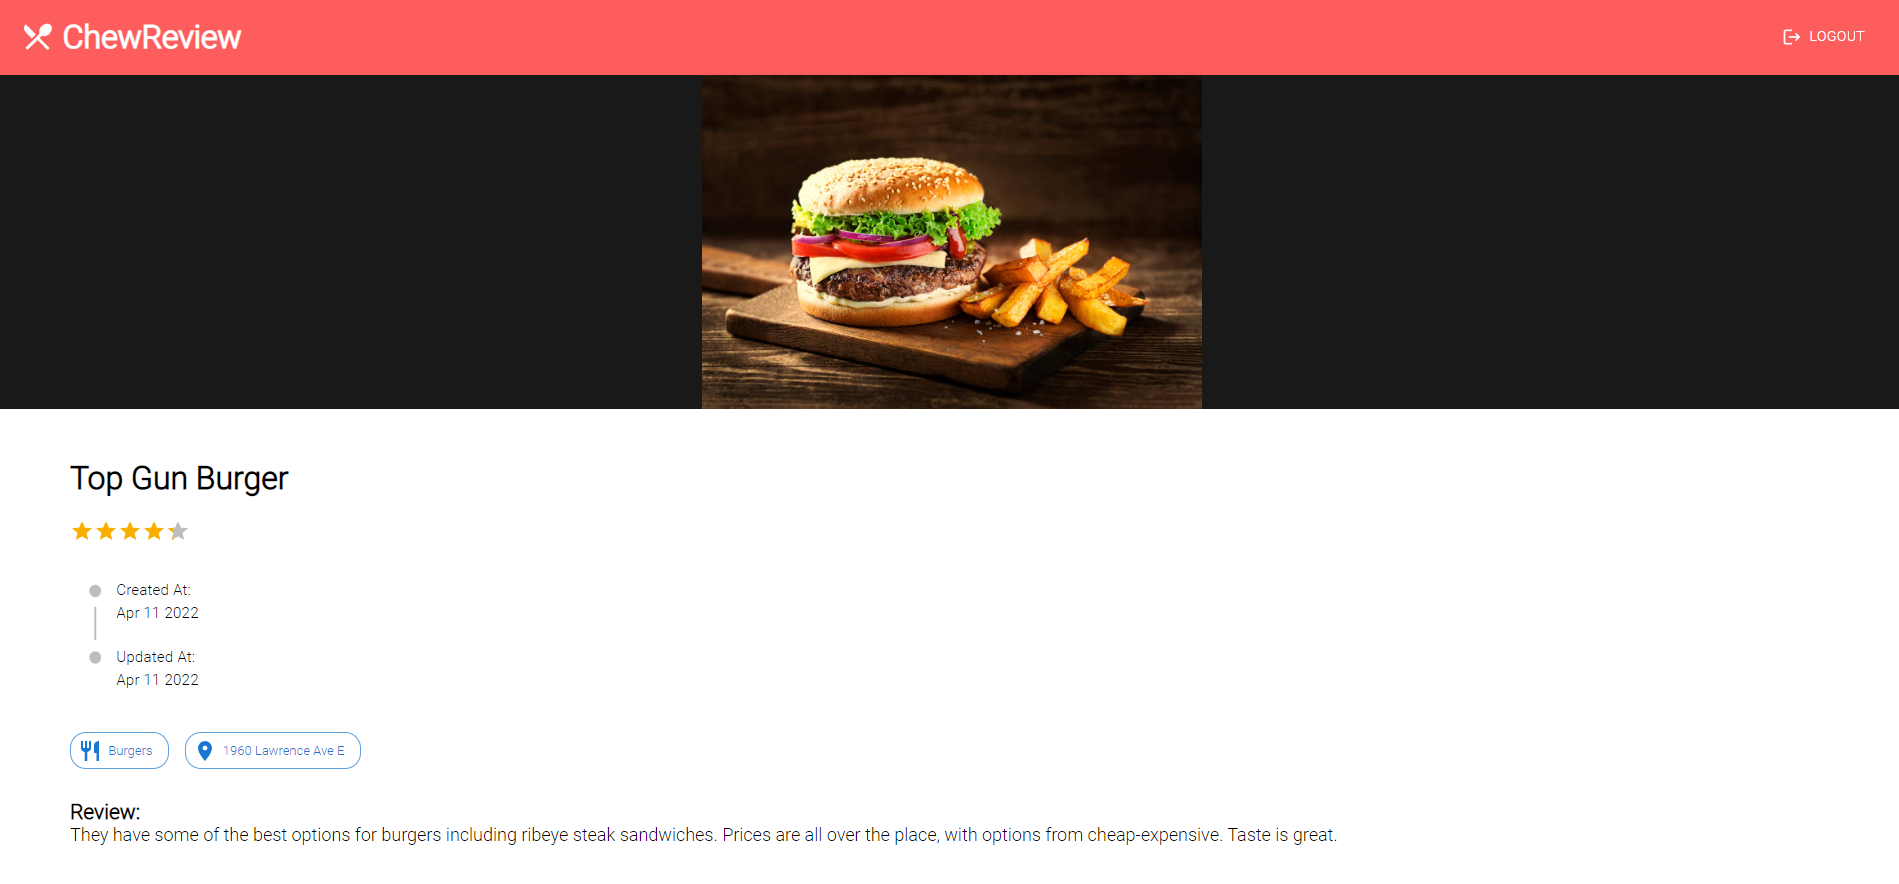 ChewReview
LOGOUT
Top Gun Burger
Created At:
Apr 11 2022
Updated At:
Apr 11 2022
Burgers
1960 Lawrence Ave E
Review:
They have some of the best options for burgers including ribeye steak sandwiches. Prices are all over the place, with options from cheap-expensive. Taste is great.